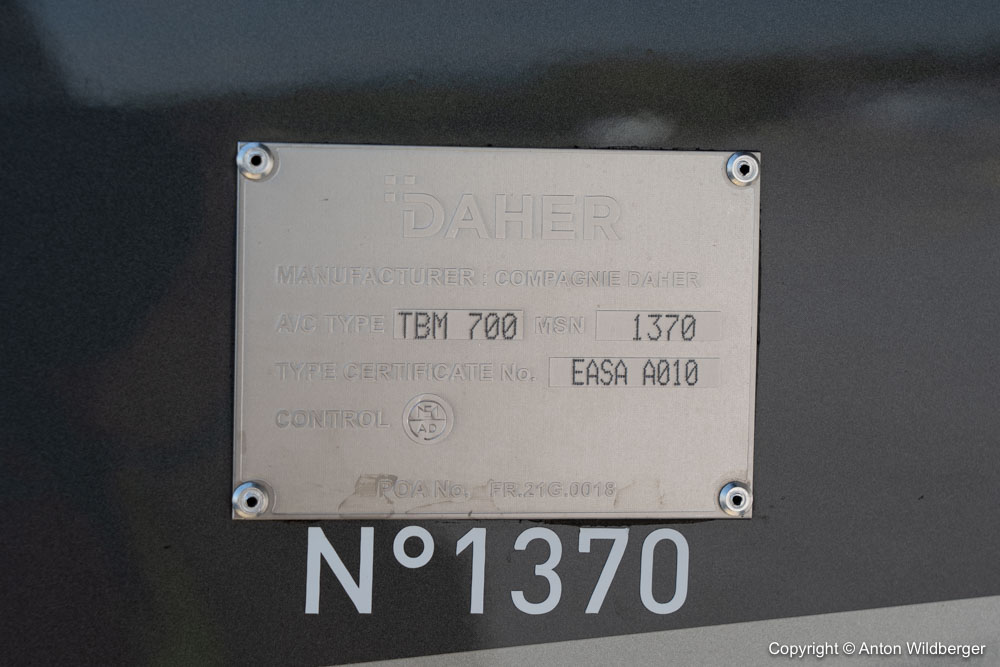 DAHER
MANUFACTURER : COMPAGNIE DAHER
A/C TYPE TBM 700 MSN 1370
TYPE CERTIFICATE No. EASA A010
CONTROL
AD
POA No. FR.21G.0018
N°1370
Copyright © Anton Wildberger